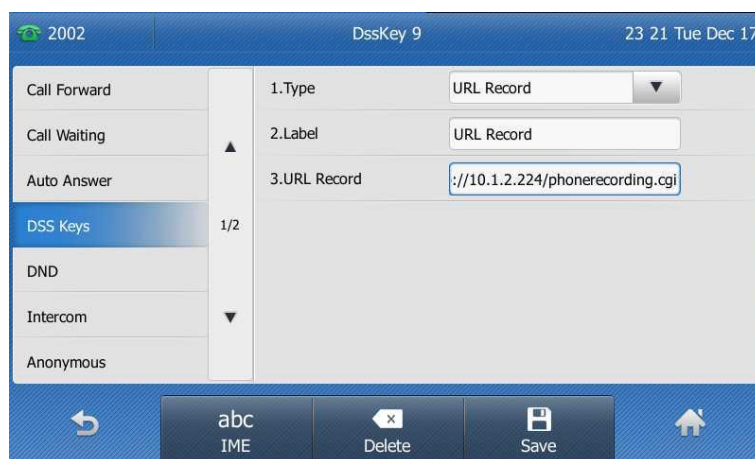 2002 DssKey 9 23 21 Tue Dec 17
Call Forward
Call Waiting
Auto Answer
DSS Keys
DND
Intercom
Anonymous
1/2
1.Type URL Record
2.Label URL Record
3.URL Record ://10.1.2.224/phonerecording.cgi
abc
IME
Delete
Save